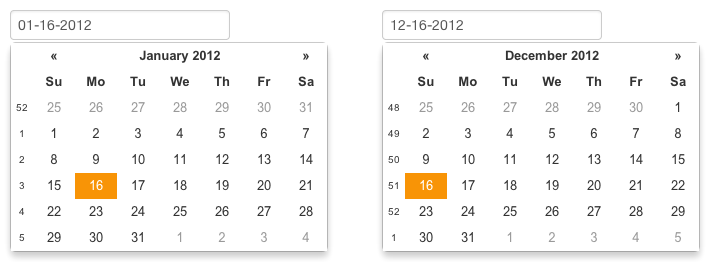 01-16-2012
« January 2012 »
Su Mo Tu We Th Fr Sa
52 25 26 27 28 29 30 31
1 1 2 3 4 5 6 7
2 8 9 10 11 12 13 14
3 15 16 17 18 19 20 21
4 22 23 24 25 26 27 28
5 29 30 31 1 2 3 4
12-16-2012
« December 2012 »
Su Mo Tu We Th Fr Sa
48 25 26 27 28 29 30 1
49 2 3 4 5 6 7 8
50 9 10 11 12 13 14 15
51 16 17 18 19 20 21 22
52 23 24 25 26 27 28 29
1 30 31 1 2 3 4 5